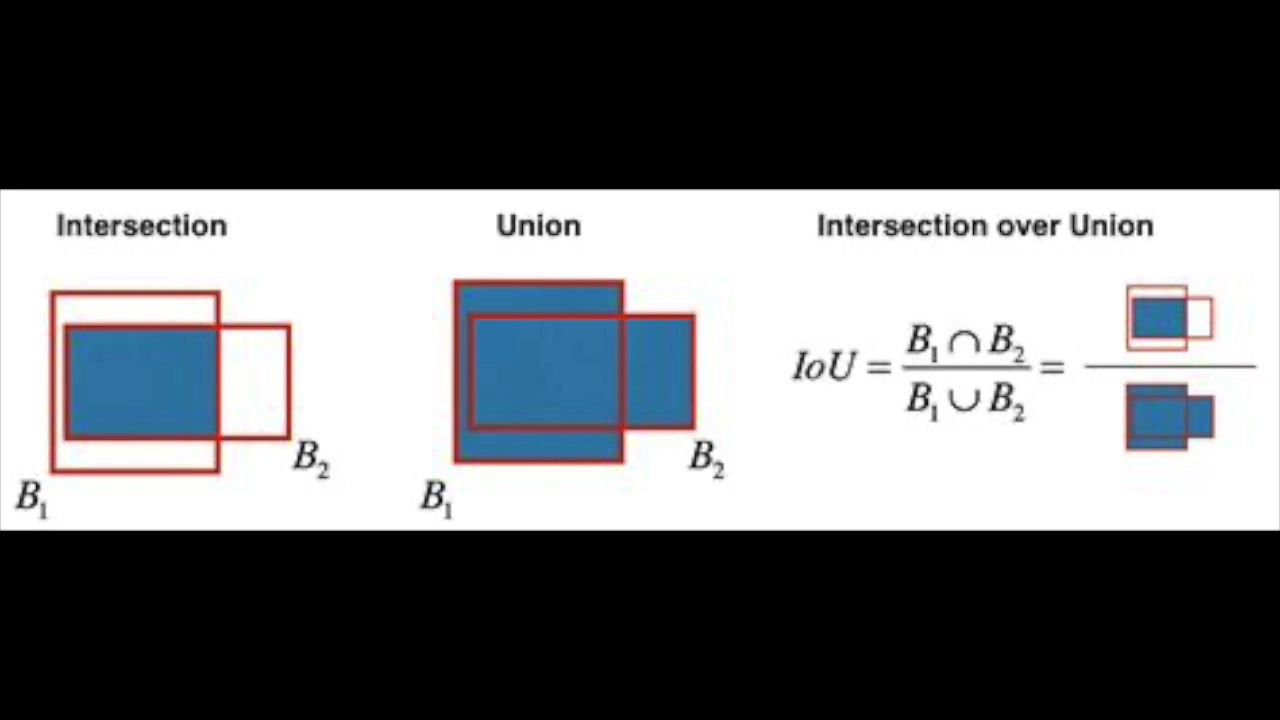 Intersection
B₁
B₂
Union
B₁
B₂
Intersection over Union
IoU = B₁ ∩ B₂ / B₁ ∪ B₂ =